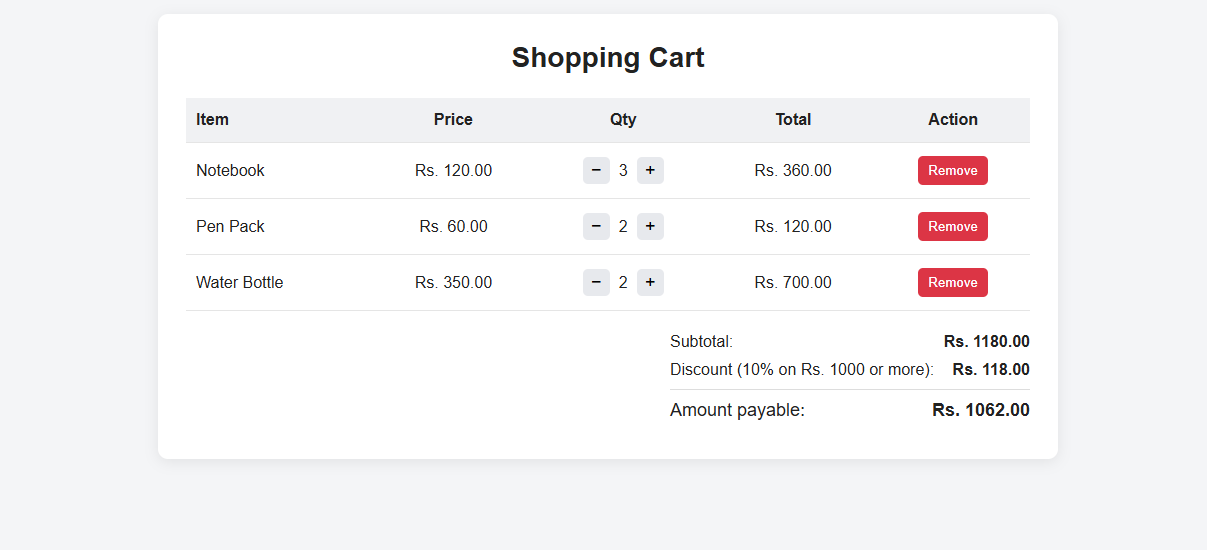 Shopping Cart
Item Price Qty Total Action
Notebook Rs. 120.00 − 3 + Rs. 360.00 Remove
Pen Pack Rs. 60.00 − 2 + Rs. 120.00 Remove
Water Bottle Rs. 350.00 − 2 + Rs. 700.00 Remove
Subtotal: Rs. 1180.00
Discount (10% on Rs. 1000 or more): Rs. 118.00
Amount payable: Rs. 1062.00